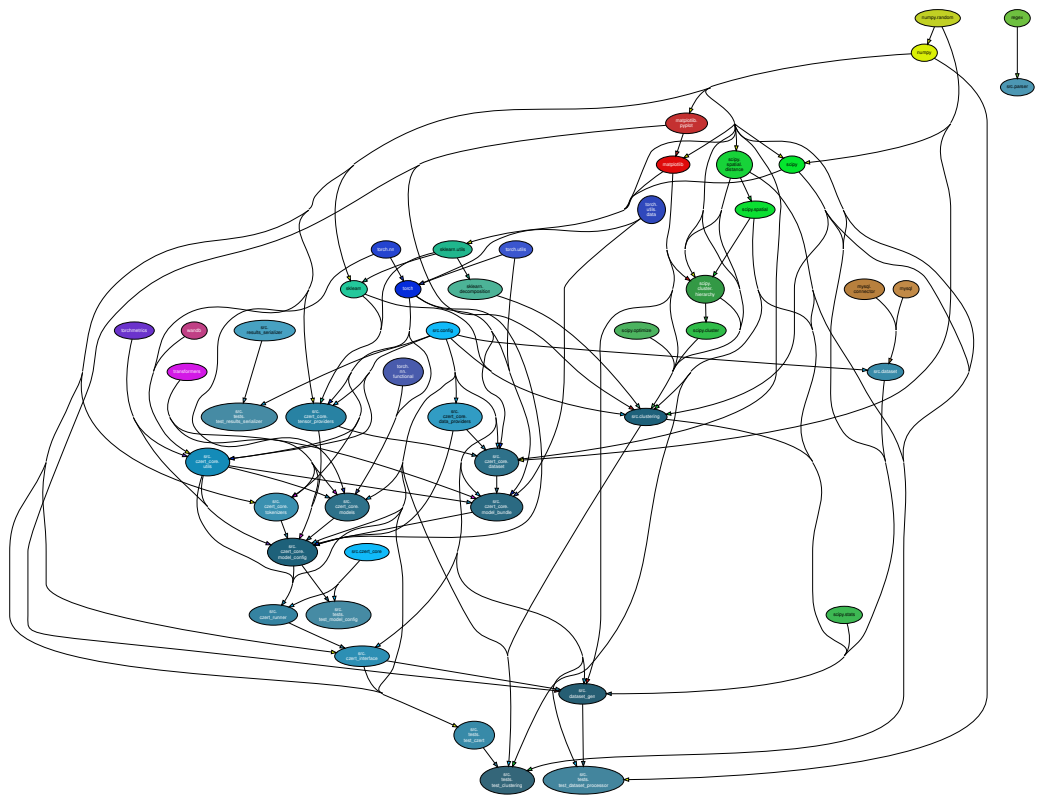 numpy.random
regex
numpy
src.parser
matplotlib.
pyplot
matplotlib
scipy.
spatial.
distance
scipy
torch.
utils.
data
scipy.spatial
torch.nn
sklearn.utils
torch.utils
sklearn
torch
sklearn.
decomposition
scipy.
cluster.
hierarchy
mysql.
connector
mysql
torchmetrics
wandb
src.
results_serializer
src.config
scipy.optimize
scipy.cluster
transformers
torch.
nn.
functional
src.dataset
src.
tests.
test_results_serializer
src.
czert_core.
tensor_providers
src.
czert_core.
data_providers
src.clustering
src.
czert_core.
utils
src.
czert_core.
dataset
src.
czert_core.
tokenizers
src.
czert_core.
models
src.
czert_core.
model_bundle
src.
czert_core.
model_config
src.czert_core
src.
czert_runner
src.
tests.
test_model_config
scipy.stats
src.
czert_interface
src.
dataset_gen
src.
tests.
test_czert
src.
tests.
test_clustering
src.
tests.
test_dataset_processor